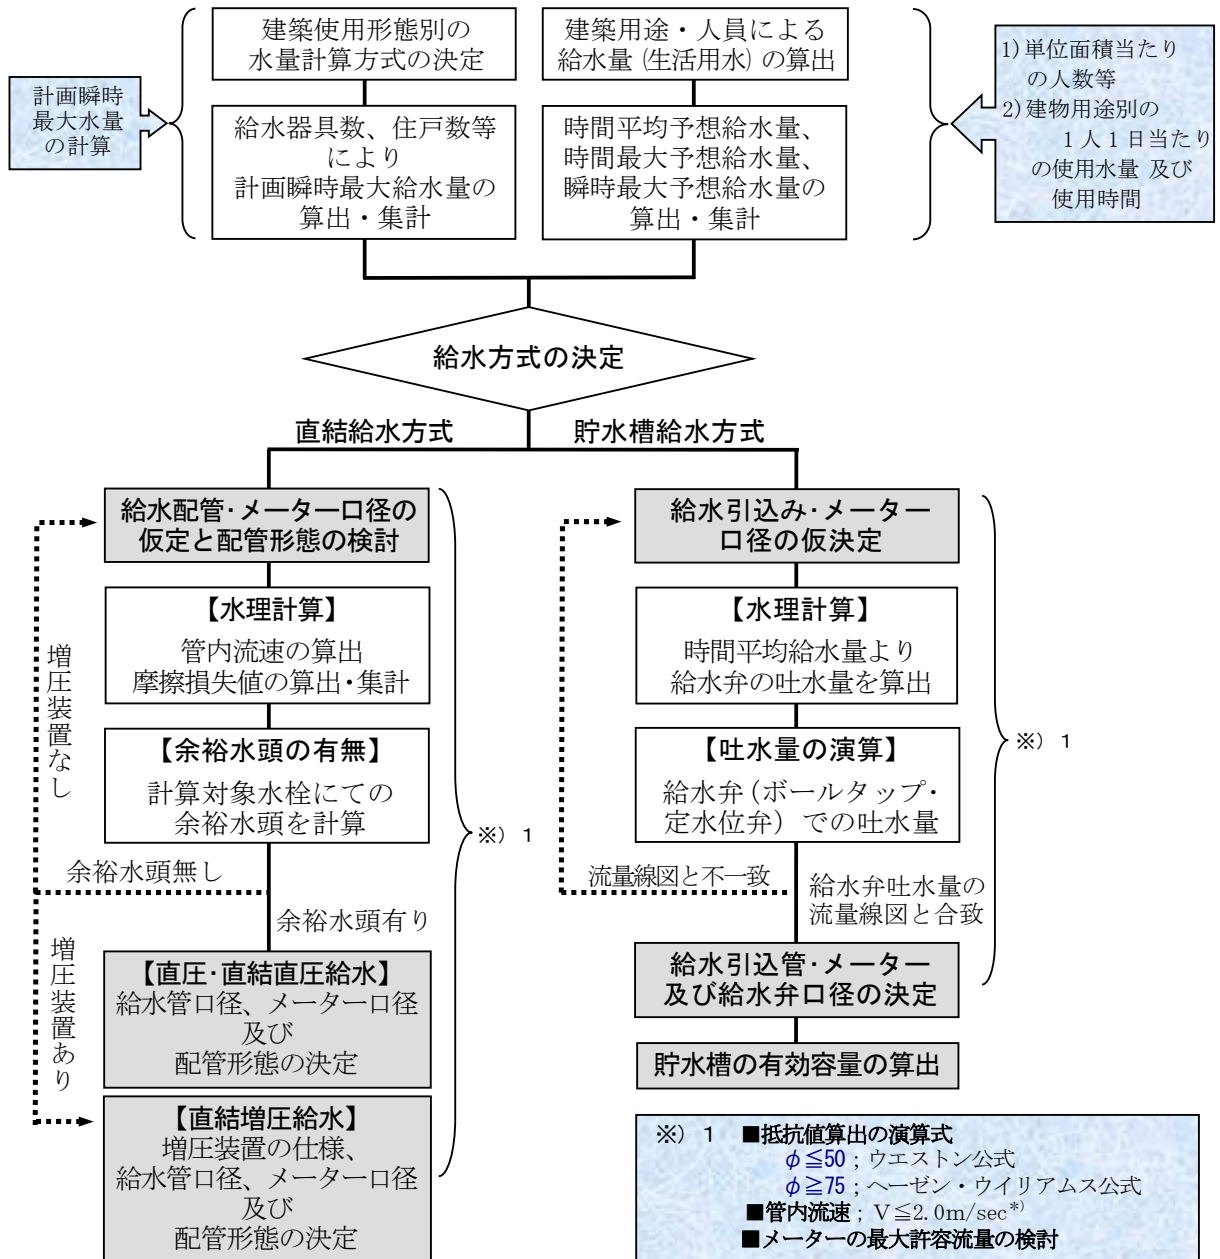 建築使用形態別の
水量計算方式の決定
建築用途・人員による
給水量(生活用水)の算出
計画瞬時
最大水量
の計算
給水器具数、住戸数等
により
計画瞬時最大給水量の
算出・集計
時間平均予想給水量、
時間最大予想給水量、
瞬時最大予想給水量の
算出・集計
1)単位面積当たり
の人数等
2)建物用途別の
1人1日当たり
の使用水量 及び
使用時間
給水方式の決定
直結給水方式
貯水槽給水方式
給水配管･メーター口径の
仮定と配管形態の検討
【水理計算】
管内流速の算出
摩擦損失値の算出･集計
【余裕水頭の有無】
計算対象水栓にての
余裕水頭を計算
増圧装置なし
余裕水頭無し
余裕水頭有り
増圧装置あり
【直圧･直結直圧給水】
給水管口径、メーター口径
及び
配管形態の決定
【直結増圧給水】
増圧装置の仕様、
給水管口径、メーター口径
及び
配管形態の決定
※) 1
給水引込み･メーター
口径の仮決定
【水理計算】
時間平均給水量より
給水弁の吐水量を算出
【吐水量の演算】
給水弁(ボールタップ･
定水位弁) での吐水量
流量線図と不一致
給水弁吐水量の
流量線図と合致
給水引込管･メーター
及び給水弁口径の決定
貯水槽の有効容量の算出
※) 1
※) 1 ■抵抗値算出の演算式
φ≦50；ウエストン公式
φ≧75；ヘーゼン・ウイリアムス公式
■管内流速；V≦2.0m/sec*)
■メーターの最大許容流量の検討